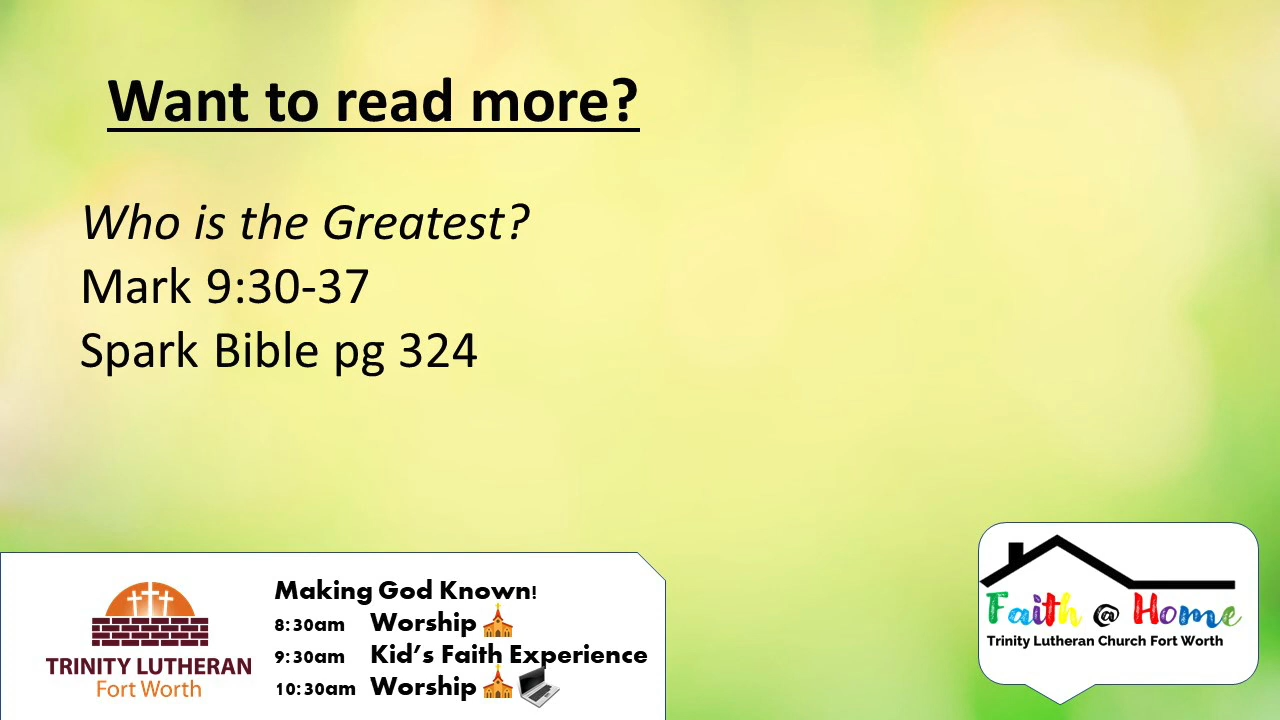 Want to read more?
Who is the Greatest?
Mark 9:30-37
Spark Bible pg 324
TRINITY LUTHERAN
Fort Worth
Making God Known!
8:30am Worship
9:30am Kid's Faith Experience
10:30am Worship
Faith @ Home
Trinity Lutheran Church Fort Worth